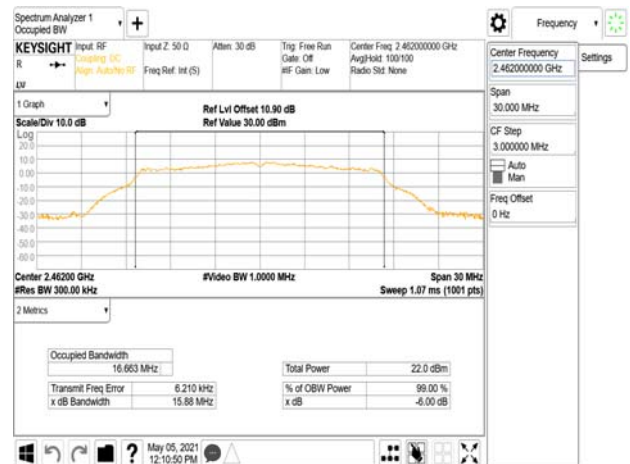 Spectrum Analyzer 1
Occupied BW
+
Frequency
KEYSIGHT
R
LVI
Input: RF
Coupling: DC
Align: Auto/No RF
Input Z: 50 Ω
Freq Ref: Int (S)
Atten: 30 dB
Trig: Free Run
Gate: Off
#IF Gain: Low
Center Freq: 2.462000000 GHz
Avg|Hold: 100/100
Radio Std: None
Center Frequency
2.462000000 GHz
Settings
Span
30.000 MHz
CF Step
3.000000 MHz
Auto
Man
Freq Offset
0 Hz
1 Graph
Scale/Div 10.0 dB
Ref Lvl Offset 10.90 dB
Ref Value 30.00 dBm
Log
20.0
10.0
0.00
-10.0
-20.0
-30.0
-40.0
-50.0
-60.0
Center 2.46200 GHz
#Res BW 300.00 kHz
#Video BW 1.0000 MHz
Span 30 MHz
Sweep 1.07 ms (1001 pts)
2 Metrics
Occupied Bandwidth
16.663 MHz
Transmit Freq Error 6.210 kHz
x dB Bandwidth 15.88 MHz
Total Power 22.0 dBm
% of OBW Power 99.00 %
x dB -6.00 dB
?
May 05, 2021
12:10:50 PM